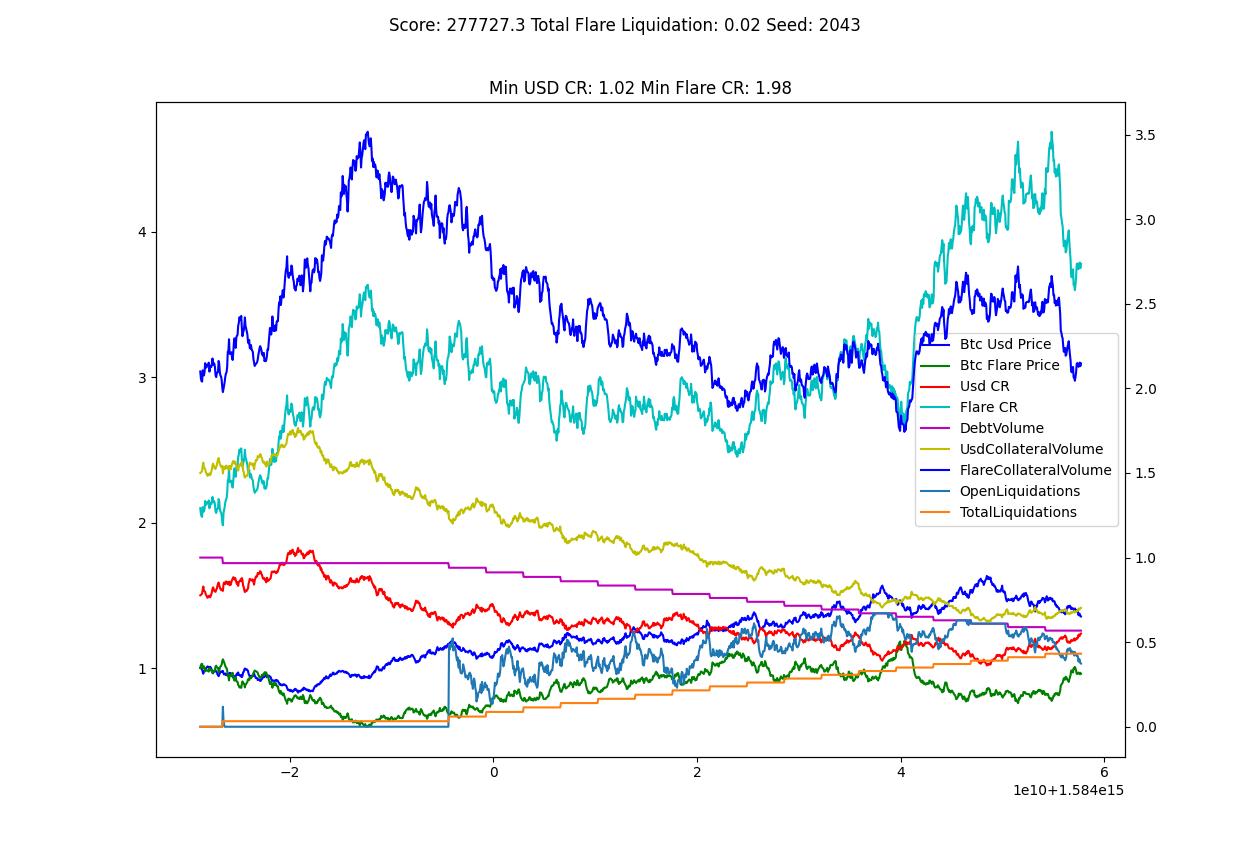 Score: 277727.3 Total Flare Liquidation: 0.02 Seed: 2043
Min USD CR: 1.02 Min Flare CR: 1.98
4
3
2
1
3.5
3.0
2.5
2.0
1.5
1.0
0.5
0.0
Btc Usd Price
Btc Flare Price
Usd CR
Flare CR
DebtVolume
UsdCollateralVolume
FlareCollateralVolume
OpenLiquidations
TotalLiquidations
−2 0 2 4 6
1e10+1.584e15